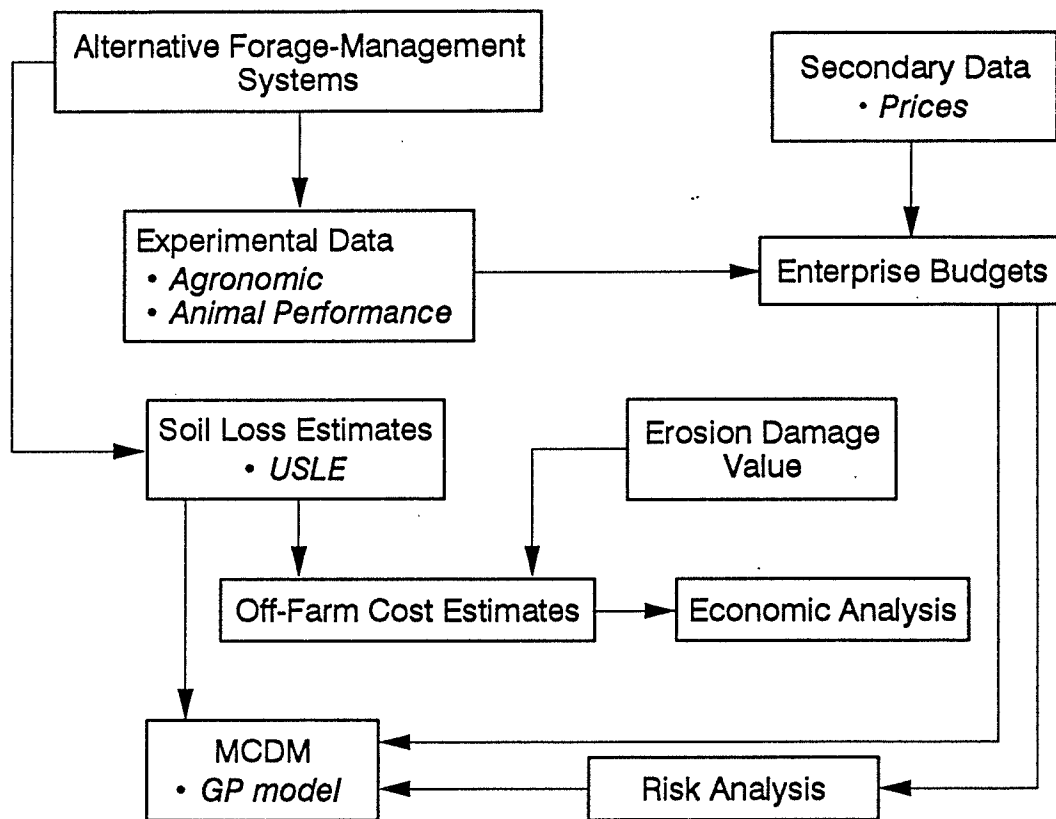 Alternative Forage-Management
Systems
Secondary Data
• Prices
Experimental Data
• Agronomic
• Animal Performance
Enterprise Budgets
Soil Loss Estimates
• USLE
Erosion Damage
Value
Off-Farm Cost Estimates
Economic Analysis
MCDM
• GP model
Risk Analysis